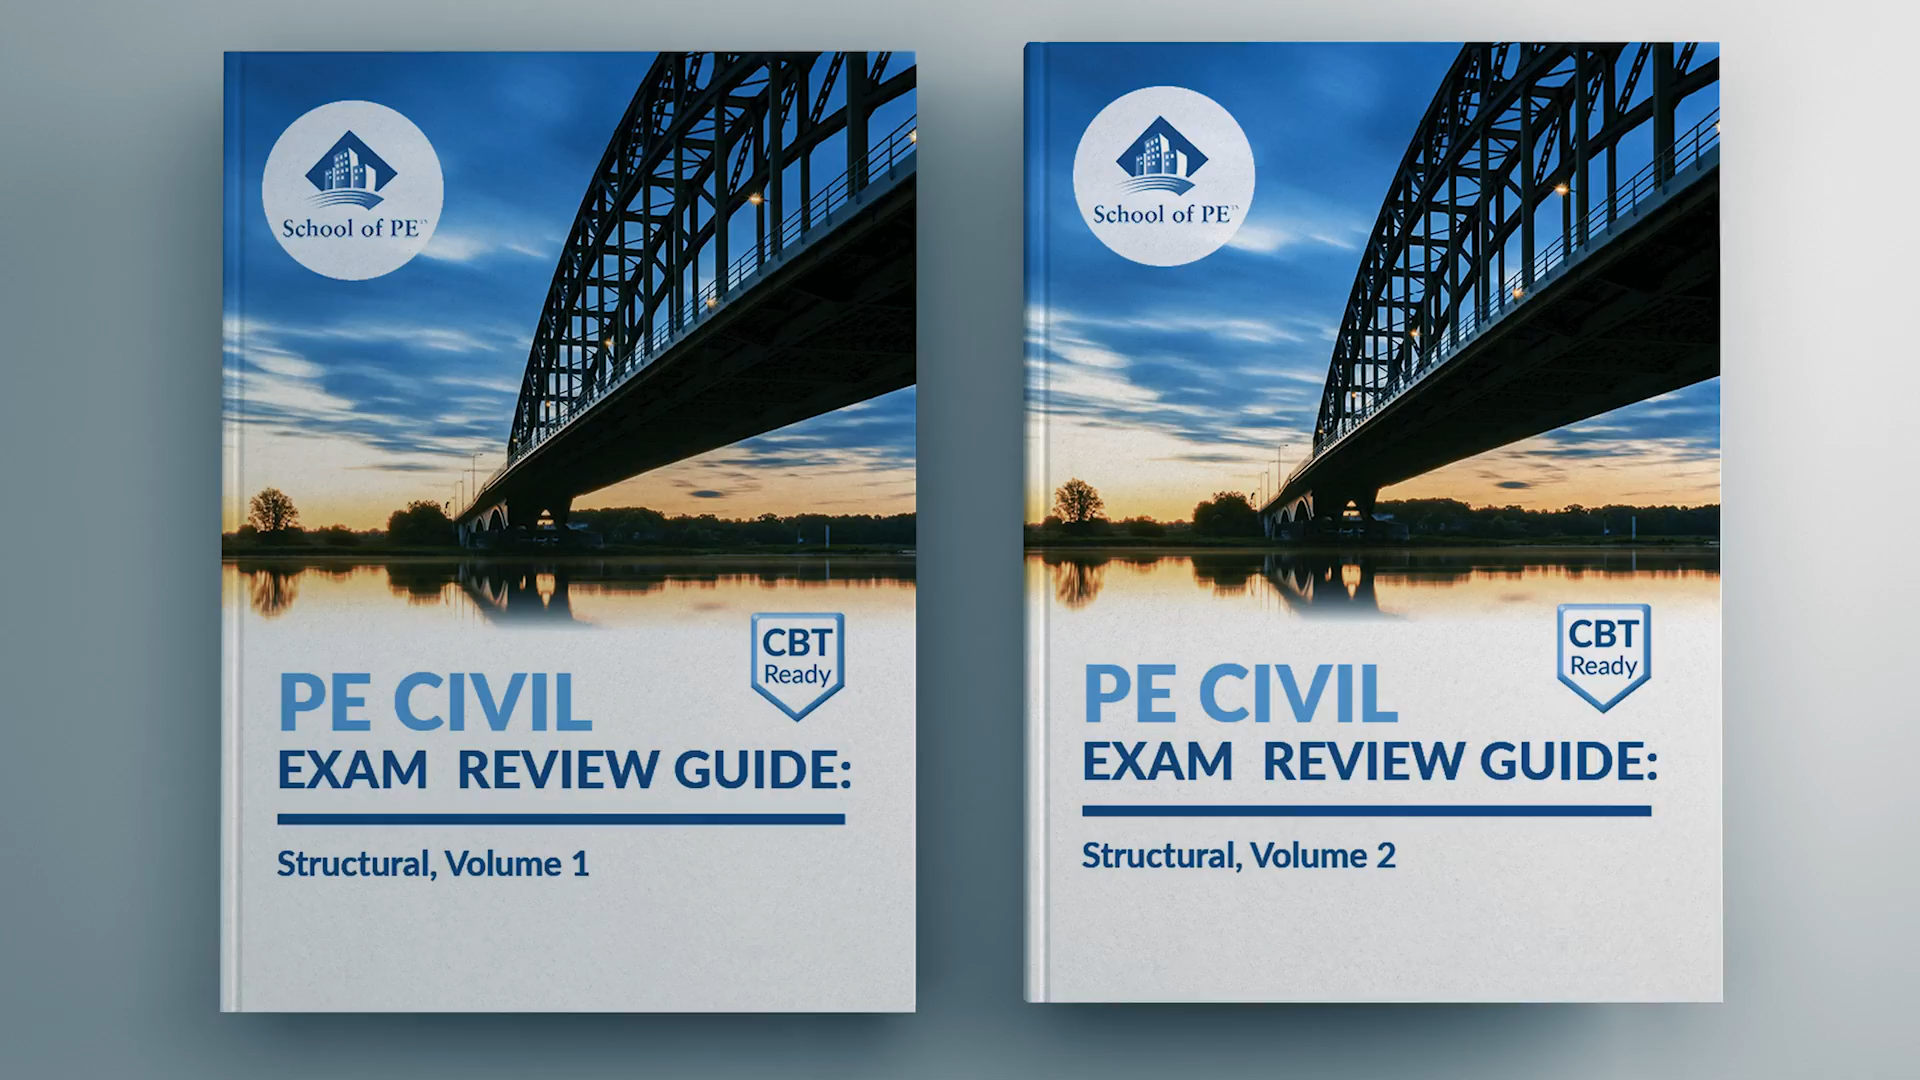 School of PE
CBT
Ready
PE CIVIL
EXAM REVIEW GUIDE:
Structural, Volume 1
School of PE
CBT
Ready
PE CIVIL
EXAM REVIEW GUIDE:
Structural, Volume 2